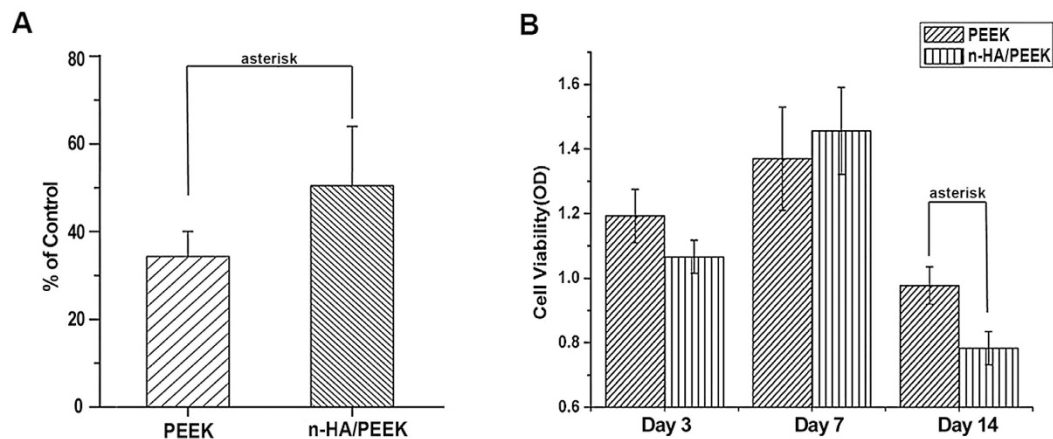 A
80
60
40
20
0
% of Control
asterisk
PEEK
n-HA/PEEK
B
PEEK
n-HA/PEEK
1.6
1.4
1.2
1.0
0.8
0.6
Cell Viability(OD)
asterisk
Day 3
Day 7
Day 14